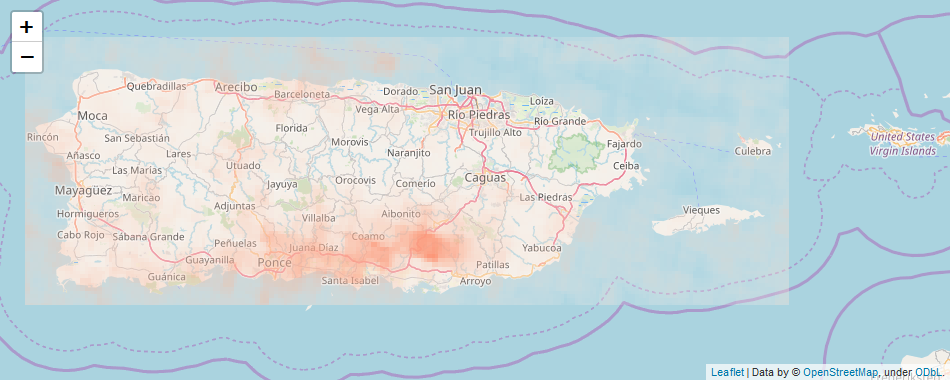 +
−
Quebradillas
Arecibo
Barceloneta
Dorado
San Juan
Vega Alta
Loíza
Moca
Río Piedras
Río Grande
Rincón
San Sebastián
Florida
Morovis
Trujillo Alto
Fajardo
United States
Virgin Islands
Añasco
Lares
Naranjito
Culebra
Las Marías
Utuado
Ceiba
Mayagüez
Jayuya
Orocovis
Comerío
Caguas
Maricao
Las Piedras
Hormigueros
Adjuntas
Villalba
Aibonito
Vieques
Cabo Rojo
Sábana Grande
Peñuelas
Juana Díaz
Coamo
Yabucoa
Guayanilla
Ponce
Patillas
Guánica
Santa Isabel
Arroyo
Leaflet | Data by © OpenStreetMap, under ODbL.